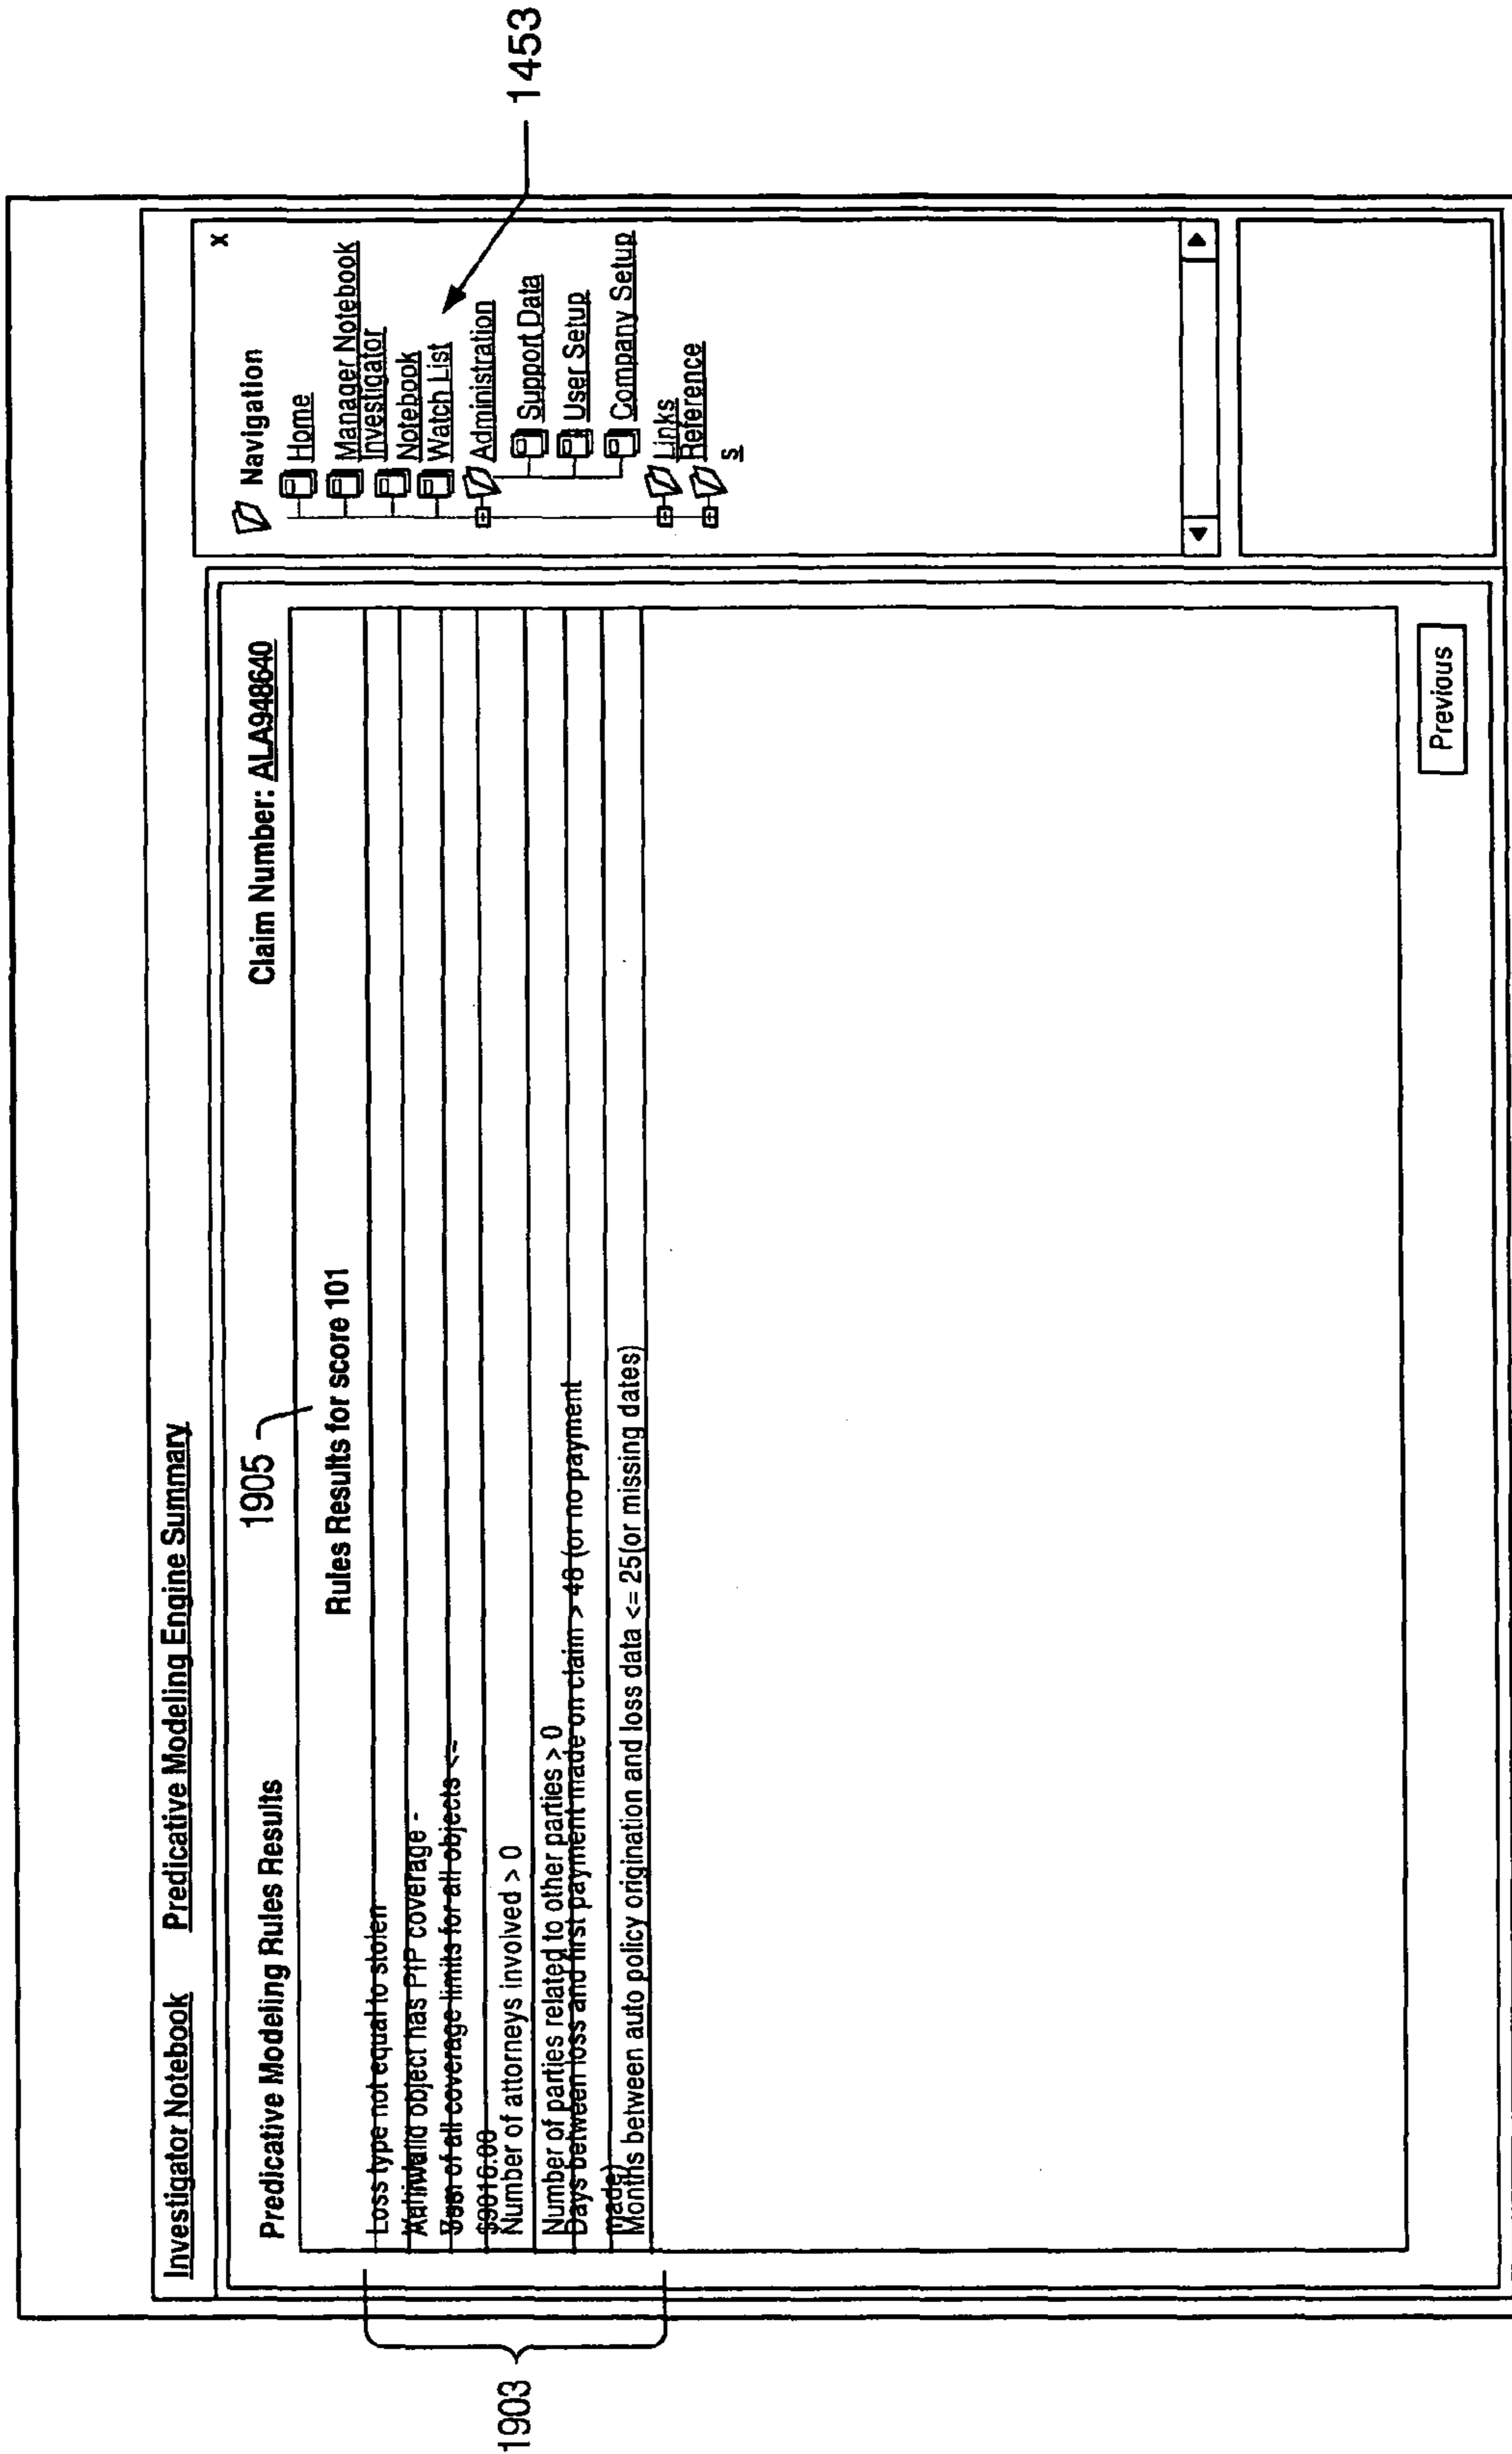 Investigator Notebook Predicative Modeling Engine Summary
Predicative Modeling Rules Results
1905
Claim Number: ALA948640
Rules Results for score 101
Loss type not equal to stolen
object has PIP coverage -
of all coverage limits for all objects <-
$9016.00
Number of attorneys involved > 0
Number of parties related to other parties > 0
Days between loss and first payment made on claim > 48 (or no payment
made)
Months between auto policy origination and loss data <= 25(or missing dates)
1903
Previous
Navigation
x
Home
Manager Notebook
Investigator
Notebook
Watch List
Administration
Support Data
User Setup
Company Setup
Links
Reference
s
1453